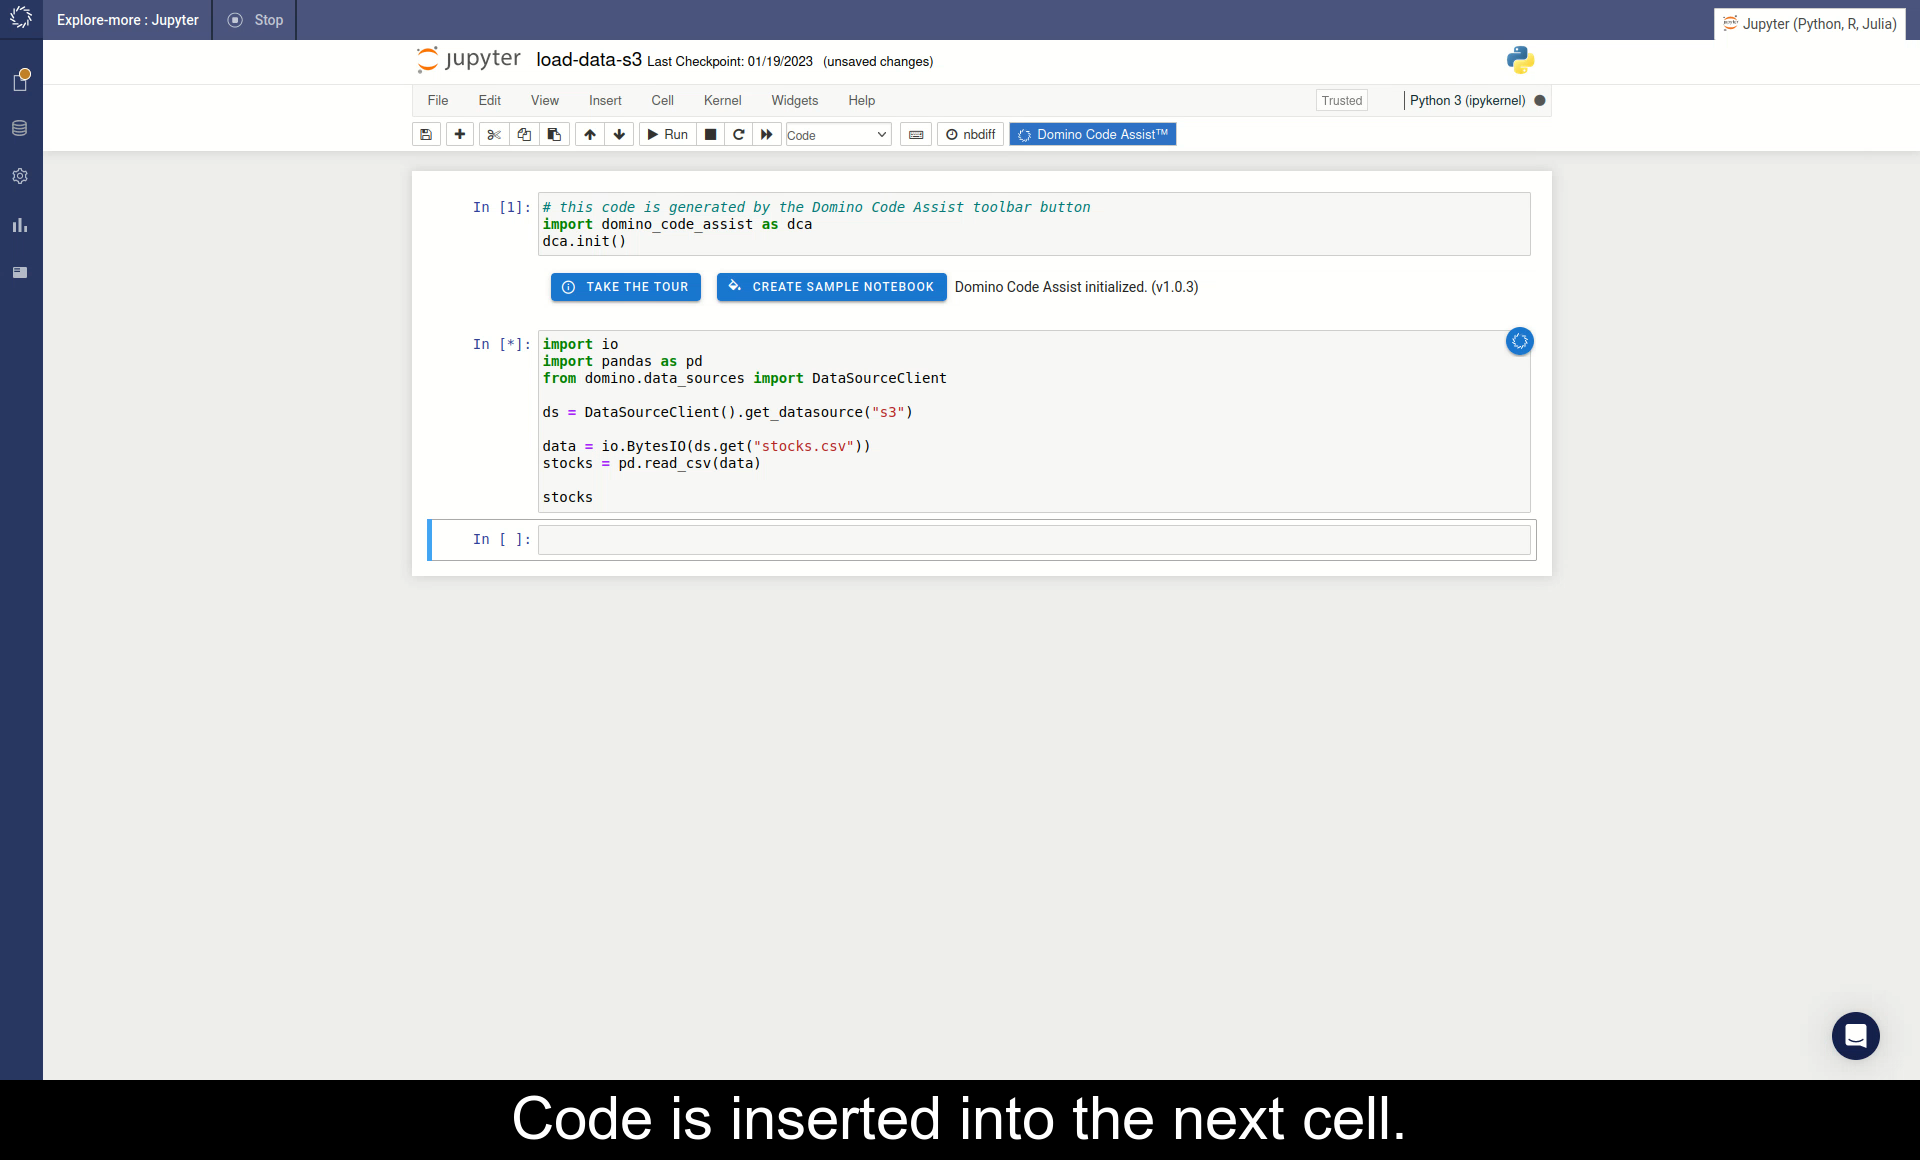 Explore-more : Jupyter
Stop
Jupyter (Python, R, Julia)
jupyter load-data-s3 Last Checkpoint: 01/19/2023 (unsaved changes)
File Edit View Insert Cell Kernel Widgets Help
Trusted
Python 3 (ipykernel)
Run
Code
nbdiff
Domino Code Assist™
In [1]:
# this code is generated by the Domino Code Assist toolbar button
import domino_code_assist as dca
dca.init()
TAKE THE TOUR
CREATE SAMPLE NOTEBOOK
Domino Code Assist initialized. (v1.0.3)
In [*]:
import io
import pandas as pd
from domino.data_sources import DataSourceClient
ds = DataSourceClient().get_datasource("s3")
data = io.BytesIO(ds.get("stocks.csv"))
stocks = pd.read_csv(data)
stocks
In [ ]:
Code is inserted into the next cell.